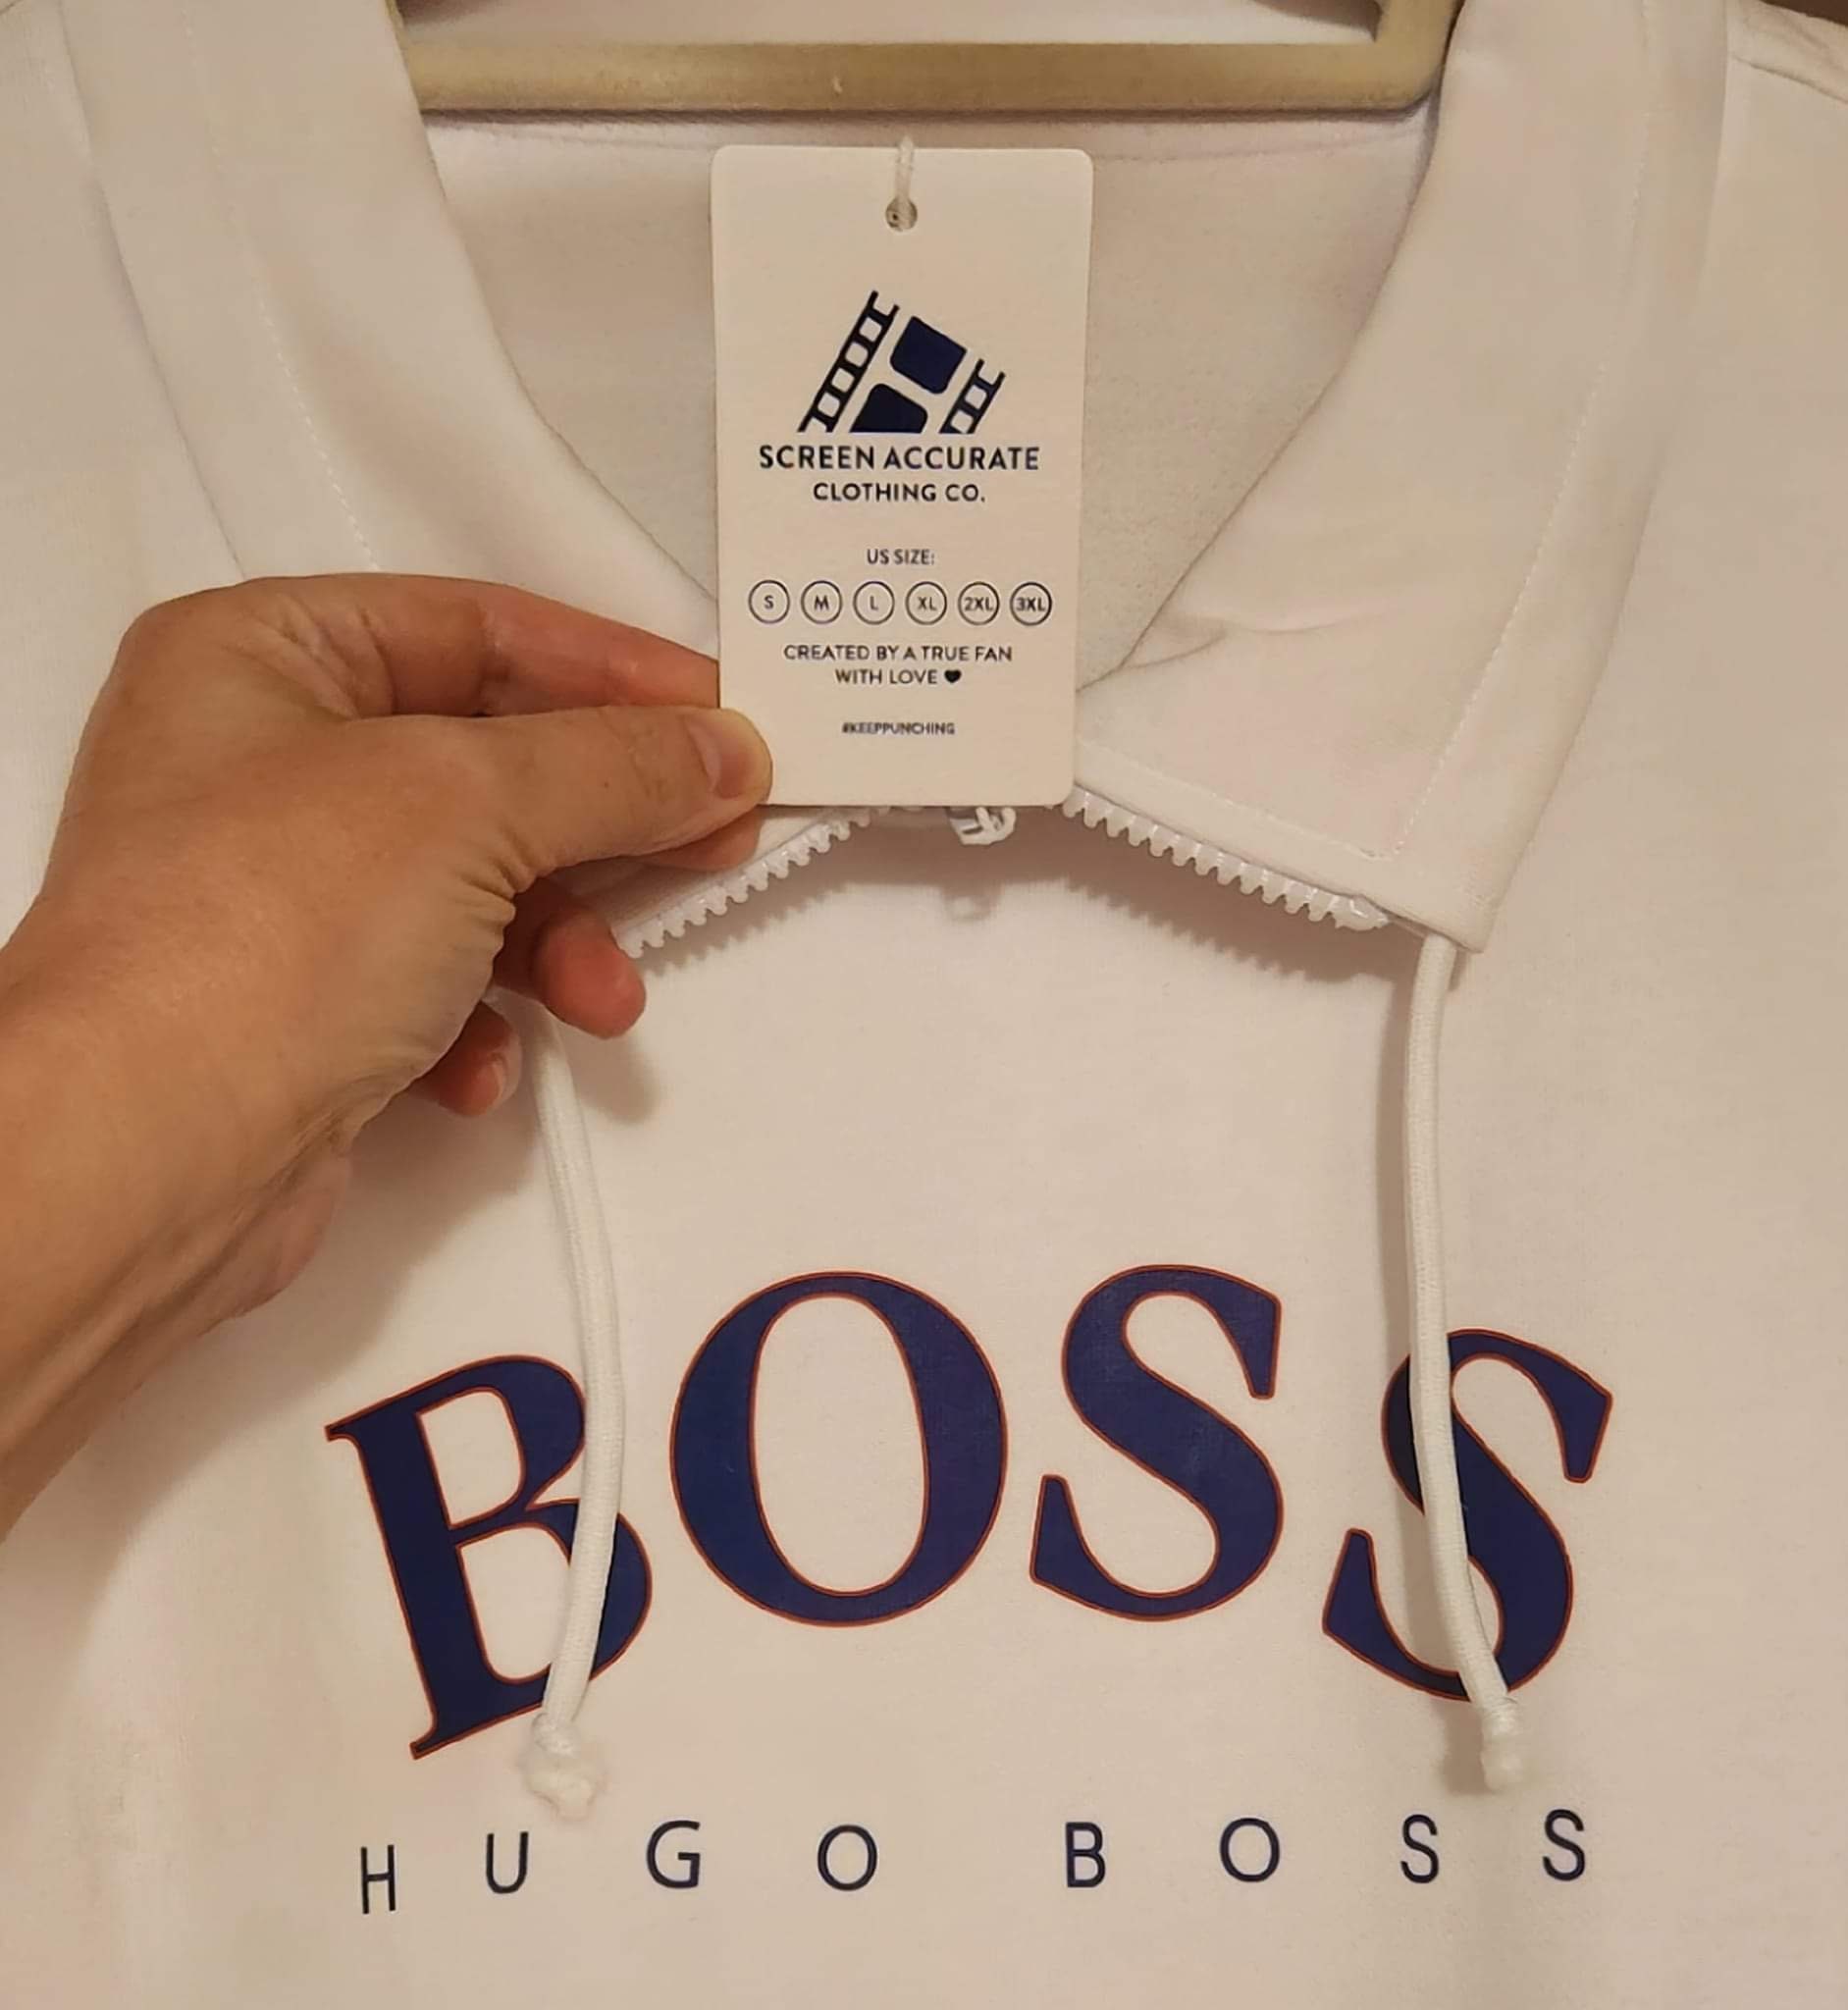 SCREEN ACCURATE
CLOTHING CO.
US SIZE:
S M L XL 2XL 3XL
CREATED BY A TRUE FAN
WITH LOVE ♥
#KEEPPUNCHING
BOSS
HUGO BOSS